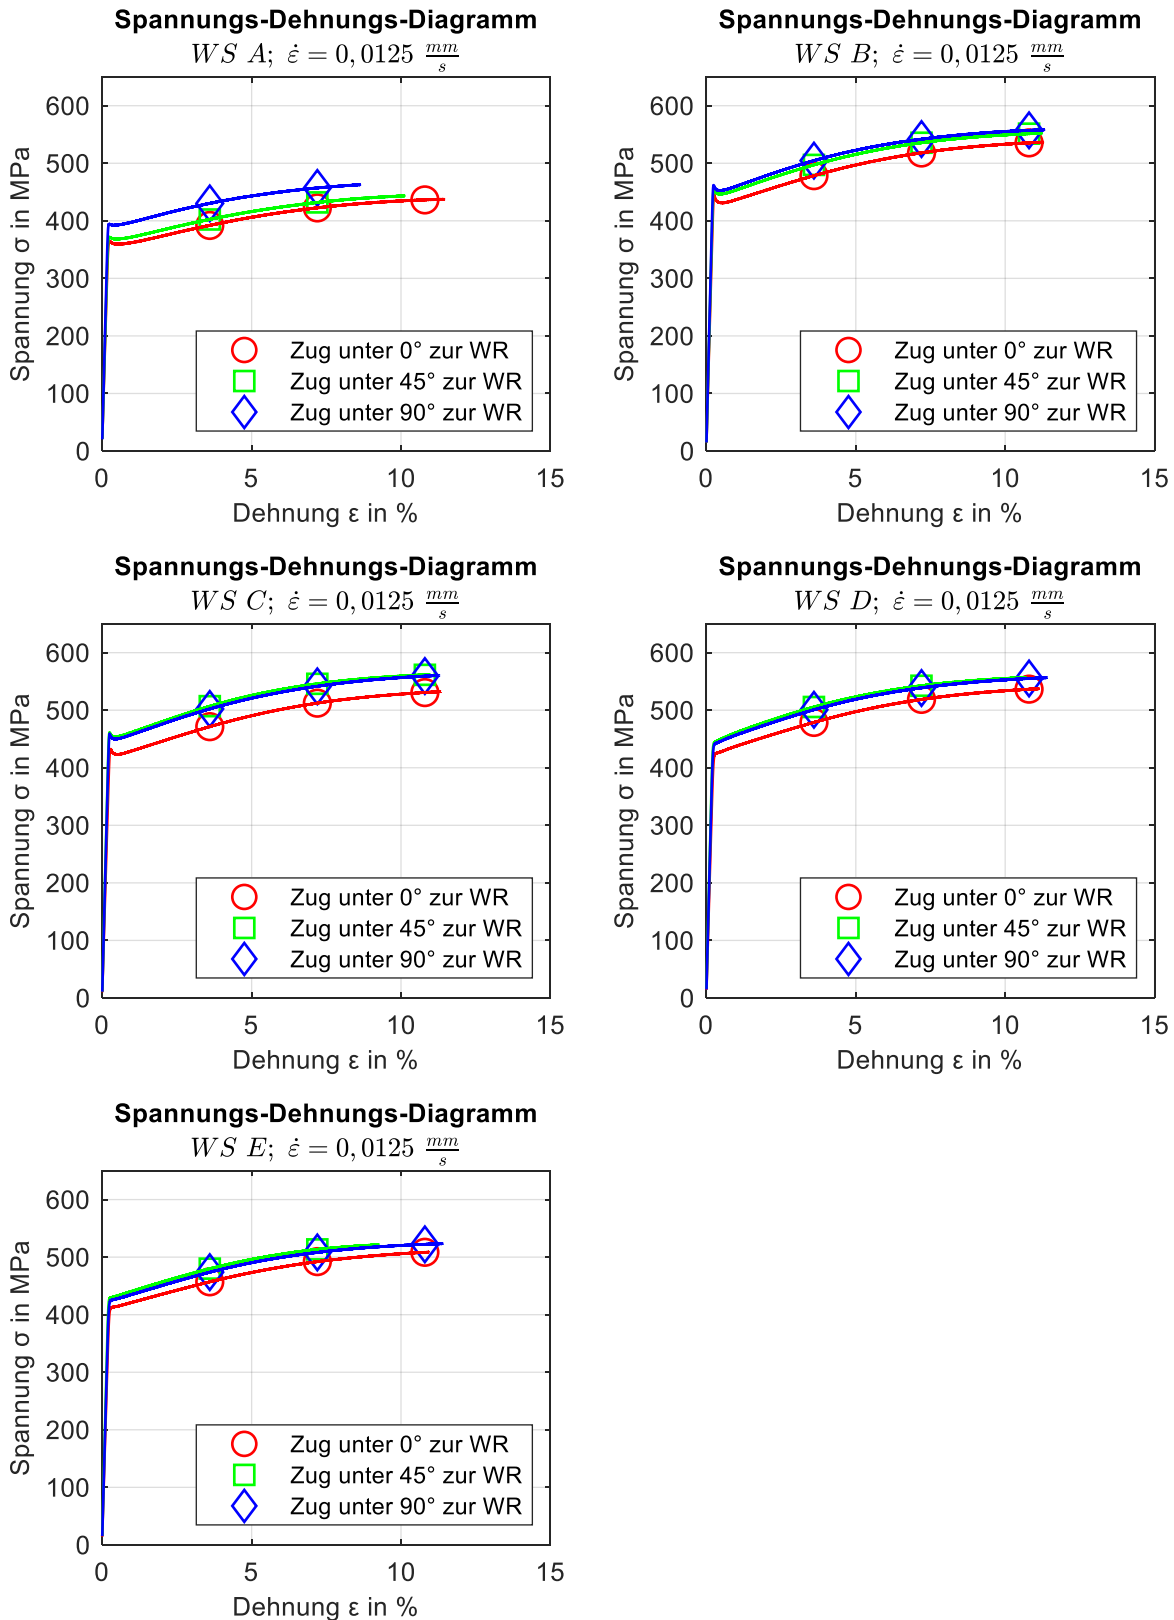 Spannungs-Dehnungs-Diagramm
WS A; ε̇ = 0,0125 mm/s
600
500
400
300
200
100
0
0 5 10 15
Spannung σ in MPa
Dehnung ε in %
Zug unter 0° zur WR
Zug unter 45° zur WR
Zug unter 90° zur WR
Spannungs-Dehnungs-Diagramm
WS B; ε̇ = 0,0125 mm/s
600
500
400
300
200
100
0
0 5 10 15
Spannung σ in MPa
Dehnung ε in %
Zug unter 0° zur WR
Zug unter 45° zur WR
Zug unter 90° zur WR
Spannungs-Dehnungs-Diagramm
WS C; ε̇ = 0,0125 mm/s
600
500
400
300
200
100
0
0 5 10 15
Spannung σ in MPa
Dehnung ε in %
Zug unter 0° zur WR
Zug unter 45° zur WR
Zug unter 90° zur WR
Spannungs-Dehnungs-Diagramm
WS D; ε̇ = 0,0125 mm/s
600
500
400
300
200
100
0
0 5 10 15
Spannung σ in MPa
Dehnung ε in %
Zug unter 0° zur WR
Zug unter 45° zur WR
Zug unter 90° zur WR
Spannungs-Dehnungs-Diagramm
WS E; ε̇ = 0,0125 mm/s
600
500
400
300
200
100
0
0 5 10 15
Spannung σ in MPa
Dehnung ε in %
Zug unter 0° zur WR
Zug unter 45° zur WR
Zug unter 90° zur WR